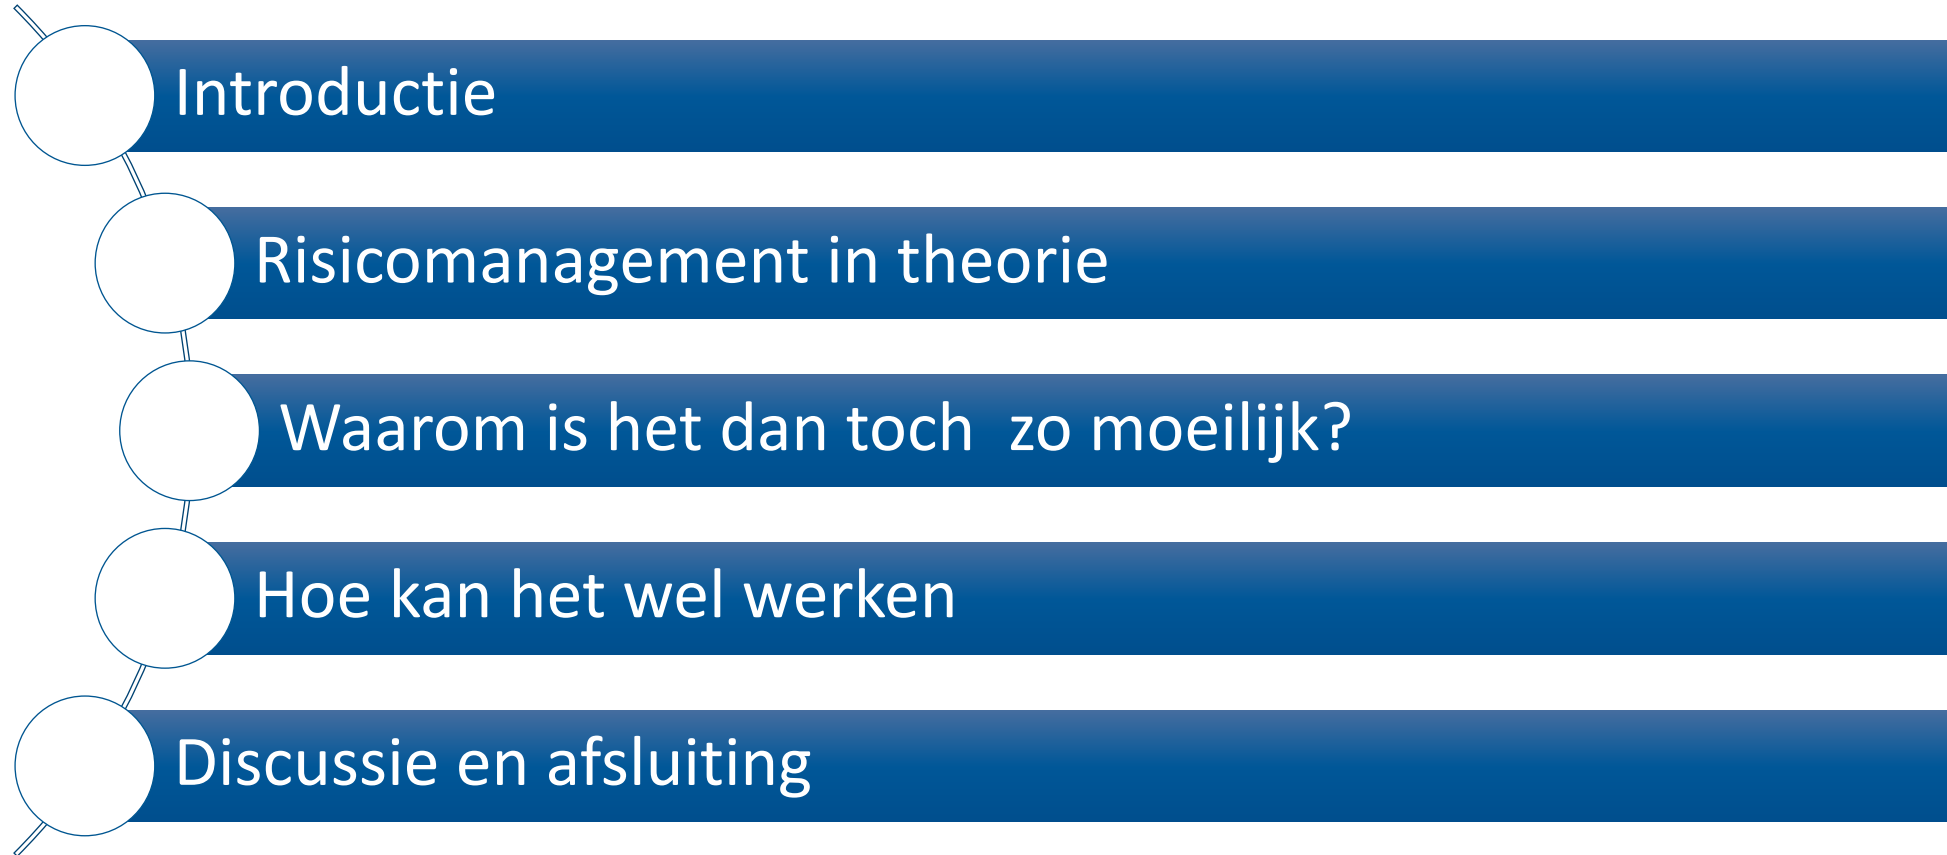 Introductie
Risicomanagement in theorie
Waarom is het dan toch  zo moeilijk?
Hoe kan het wel werken
Discussie en afsluiting